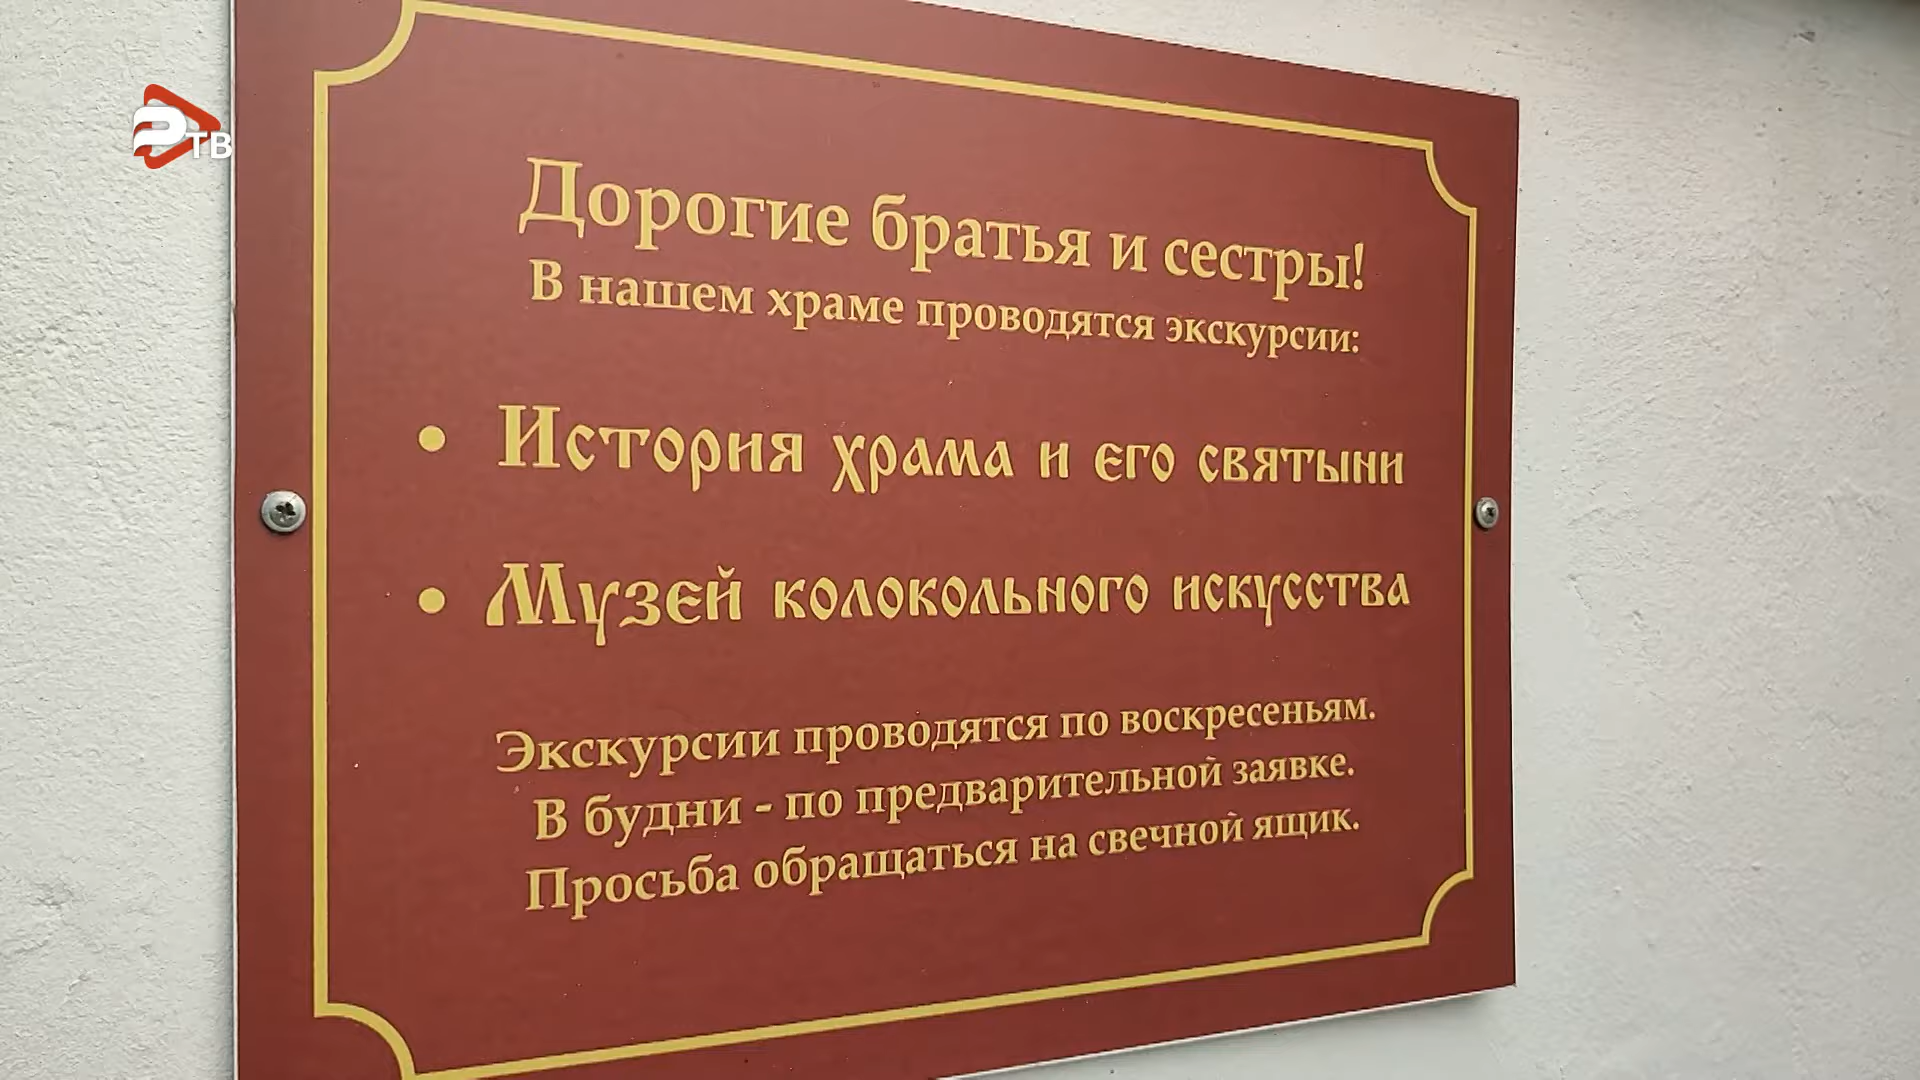 РТВ
Дорогие братья и сестры!
В нашем храме проводятся экскурсии:
• История храма и его святыни
• Музей колокольного искусства
Экскурсии проводятся по воскресеньям.
В будни - по предварительной заявке.
Просьба обращаться на свечной ящик.